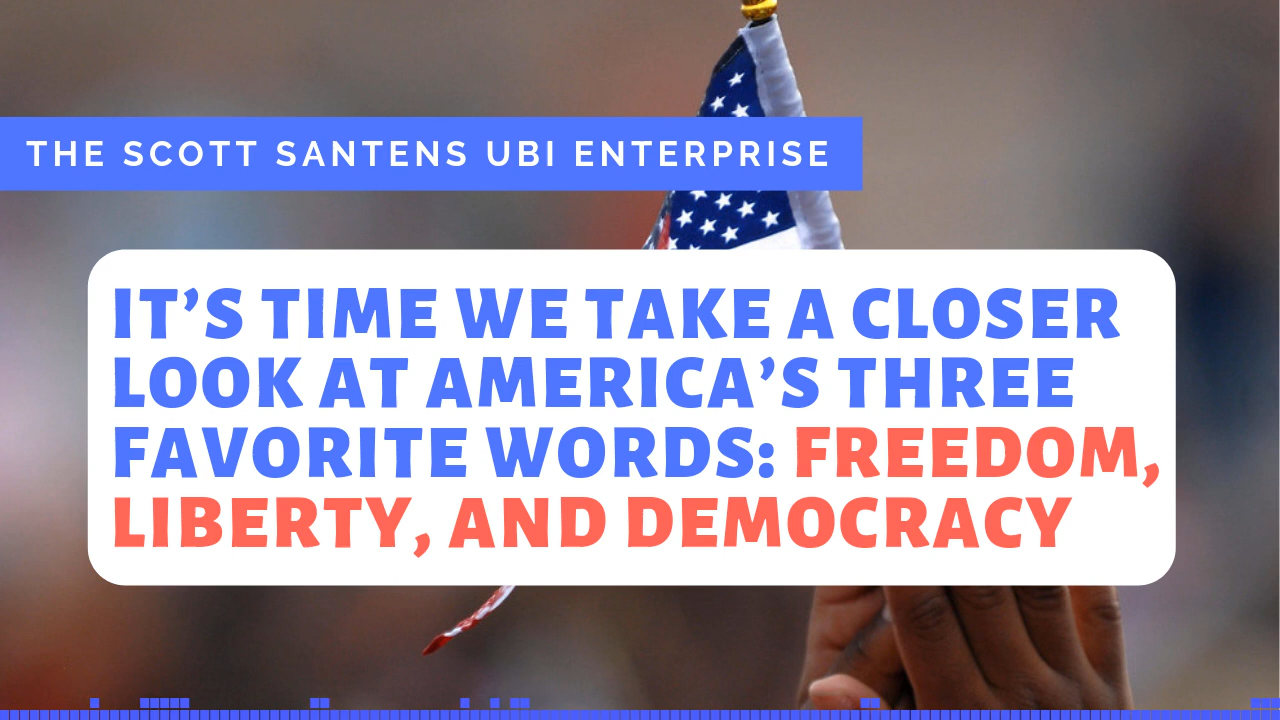 THE SCOTT SANTENS UBI ENTERPRISE
IT’S TIME WE TAKE A CLOSER
LOOK AT AMERICA’S THREE
FAVORITE WORDS: FREEDOM,
LIBERTY, AND DEMOCRACY